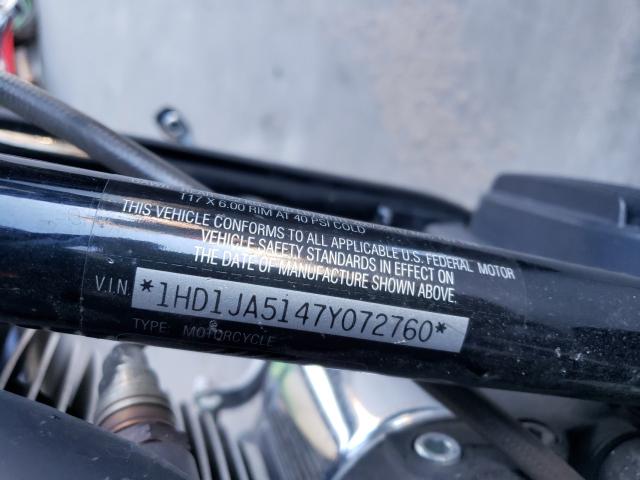 117 X 6.00 RIM AT 40 PSI COLD
THIS VEHICLE CONFORMS TO ALL APPLICABLE U.S. FEDERAL MOTOR
VEHICLE SAFETY STANDARDS IN EFFECT ON
THE DATE OF MANUFACTURE SHOWN ABOVE.
V.I.N. *1HD1JA5147Y072760*
TYPE: MOTORCYCLE